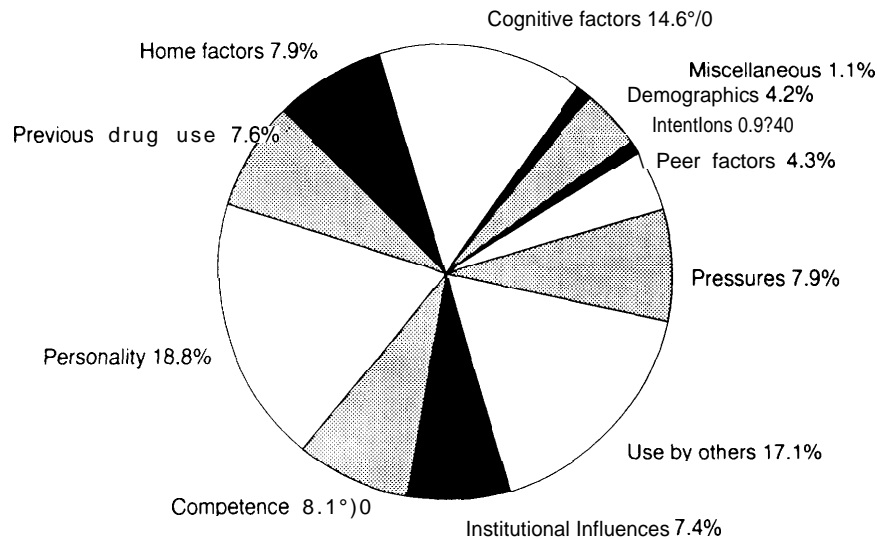 Cognitive factors 14.6°/0
Home factors 7.9%
Miscellaneous 1.1%
Demographics 4.2%
Intentlons 0.9?40
Previous drug use 7.6%
Peer factors 4.3%
Pressures 7.9%
Personality 18.8%
Use by others 17.1%
Competence 8.1°)0
Institutional Influences 7.4%